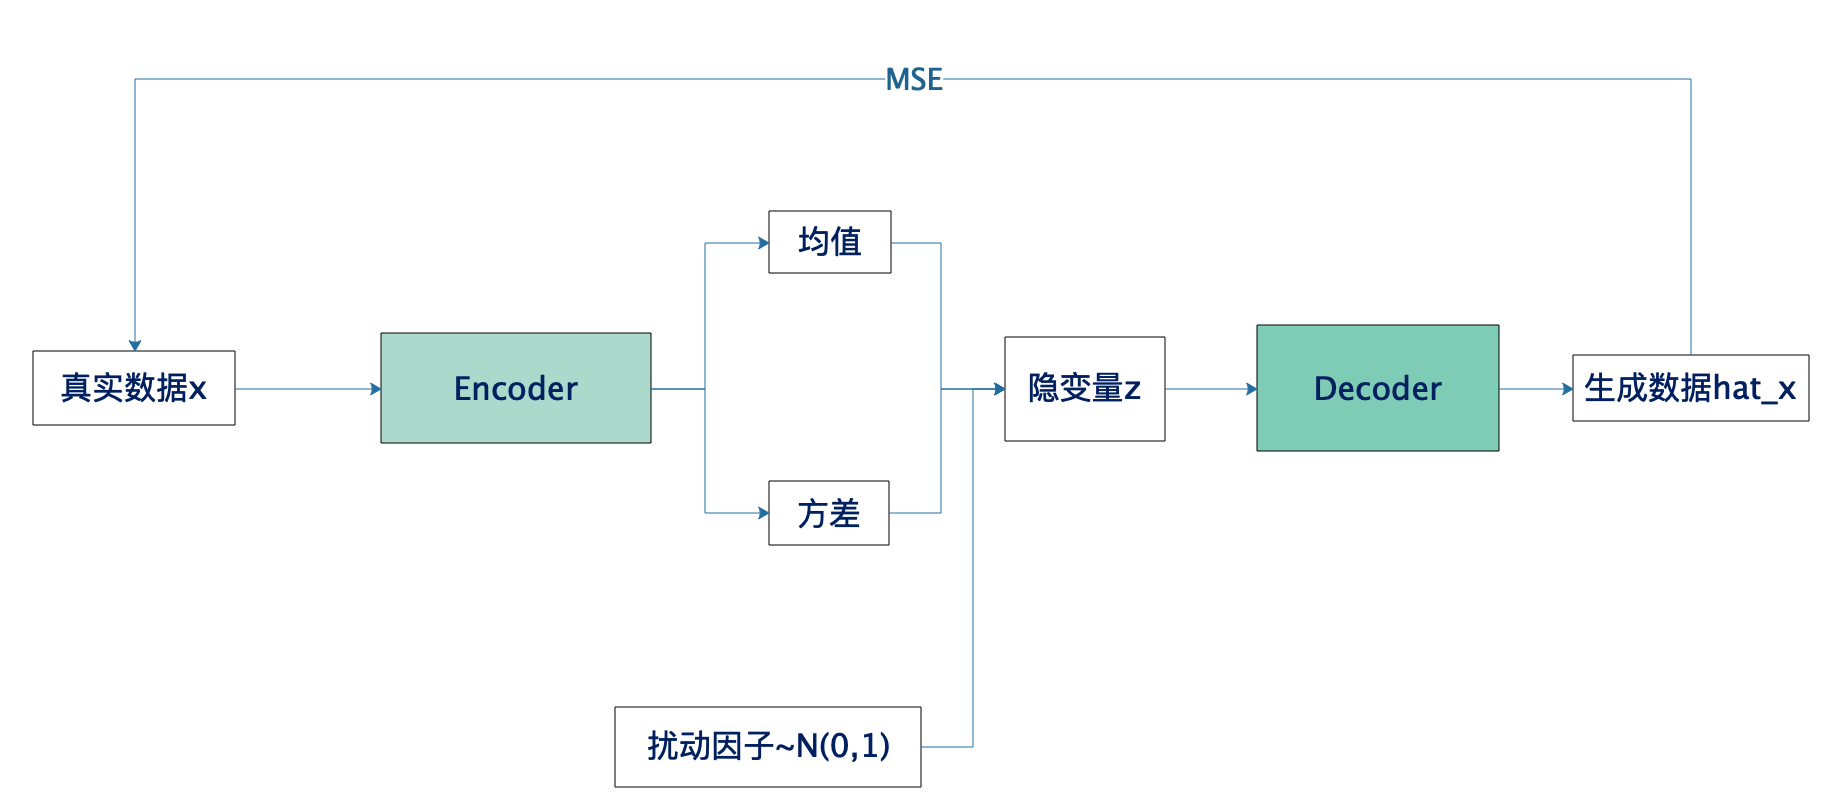 MSE
均值
真实数据x
Encoder
隐变量z
Decoder
生成数据hat_x
方差
扰动因子~N(0,1)